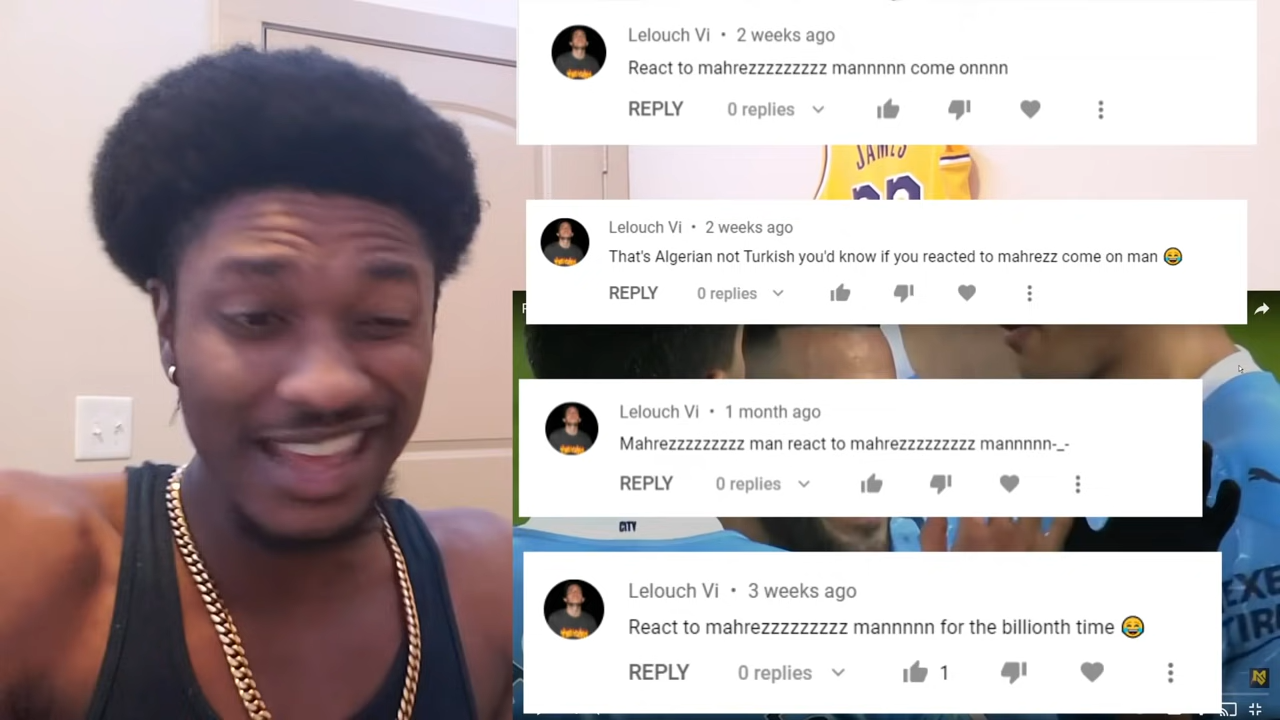 Lelouch Vi • 2 weeks ago
React to mahrezzzzzzzzz mannnnn come onnnn
REPLY 0 replies
JAMES
Lelouch Vi • 2 weeks ago
That's Algerian not Turkish you'd know if you reacted to mahrezz come on man 😂
REPLY 0 replies
Lelouch Vi • 1 month ago
Mahrezzzzzzzzz man react to mahrezzzzzzzzz mannnnn-_-
REPLY 0 replies
CITY
Lelouch Vi • 3 weeks ago
React to mahrezzzzzzzzz mannnnn for the billionth time 😂
REPLY 0 replies 1